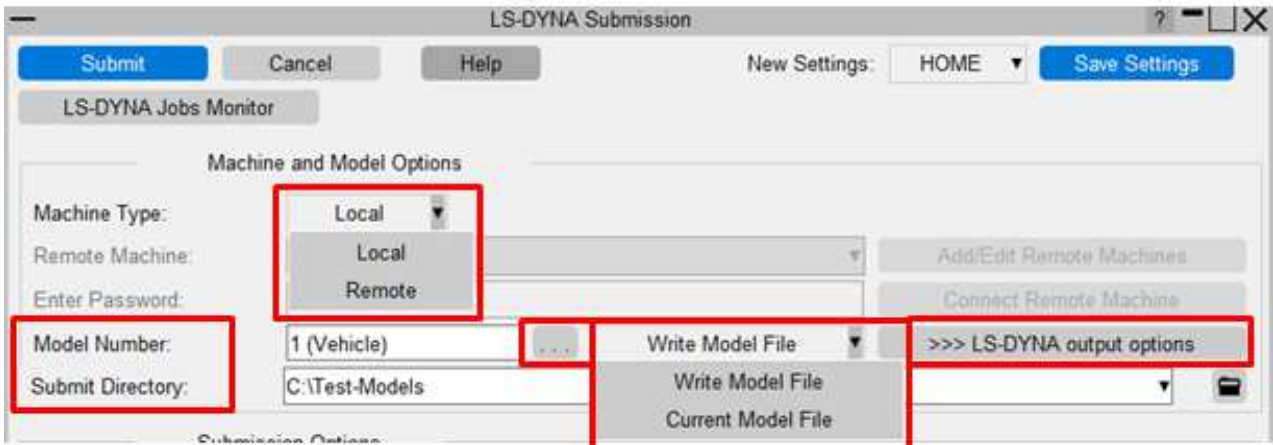 LS-DYNA Submission
?
Submit Cancel Help New Settings: HOME Save Settings
LS-DYNA Jobs Monitor
Machine and Model Options
Machine Type: Local
Local
Remote Machine: Add/Edit Remote Machines
Remote
Enter Password: Connect Remote Machine
Model Number: 1 (Vehicle) ... Write Model File >>> LS-DYNA output options
Write Model File
Submit Directory: C:\Test-Models
Current Model File
Submission Options